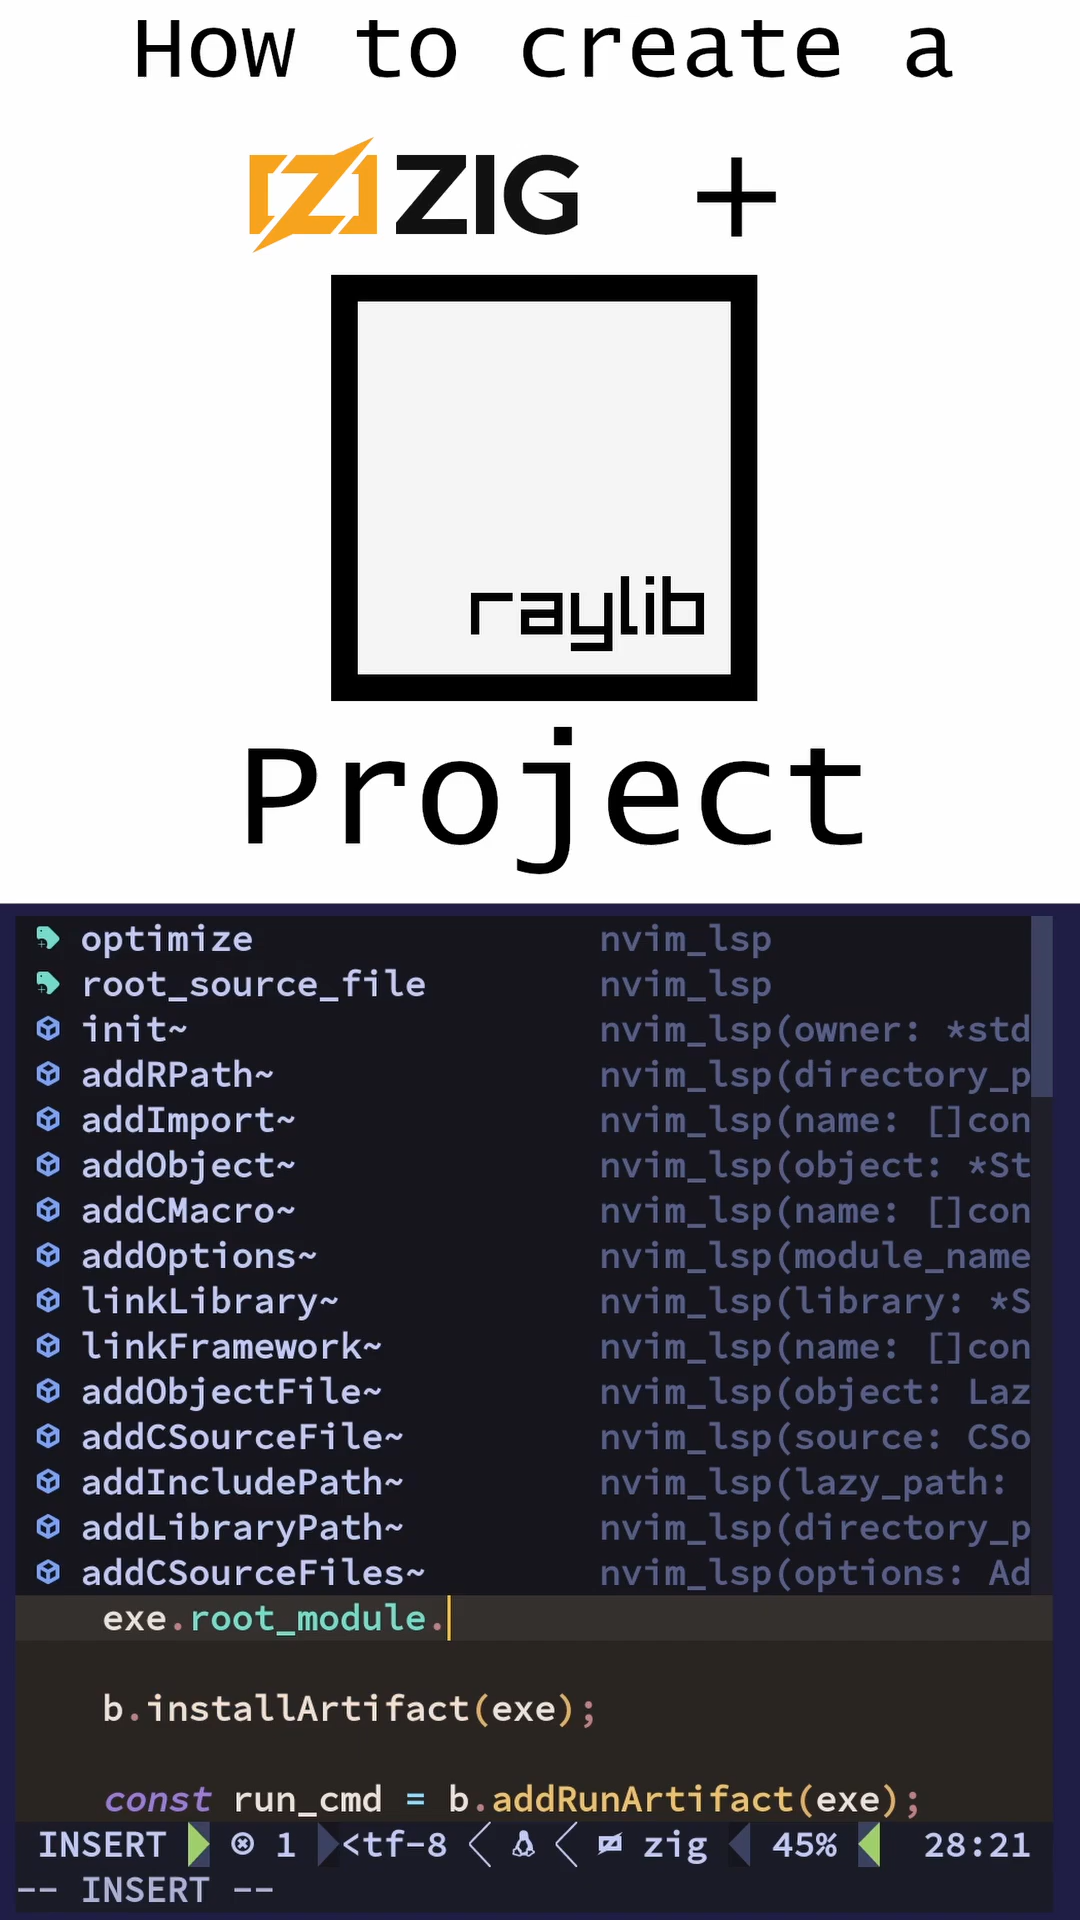 How to create a
ZIG +
raylib
Project
optimize nvim_lsp
root_source_file nvim_lsp
init~ nvim_lsp(owner: *std
addRPath~ nvim_lsp(directory_p
addImport~ nvim_lsp(name: []con
addObject~ nvim_lsp(object: *St
addCMacro~ nvim_lsp(name: []con
addOptions~ nvim_lsp(module_name
linkLibrary~ nvim_lsp(library: *S
linkFramework~ nvim_lsp(name: []con
addObjectFile~ nvim_lsp(object: Laz
addCSourceFile~ nvim_lsp(source: CSo
addIncludePath~ nvim_lsp(lazy_path:
addLibraryPath~ nvim_lsp(directory_p
addCSourceFiles~ nvim_lsp(options: Ad
exe.root_module.
b.installArtifact(exe);
const run_cmd = b.addRunArtifact(exe);
INSERT 1 <tf-8 zig 45% 28:21
-- INSERT --